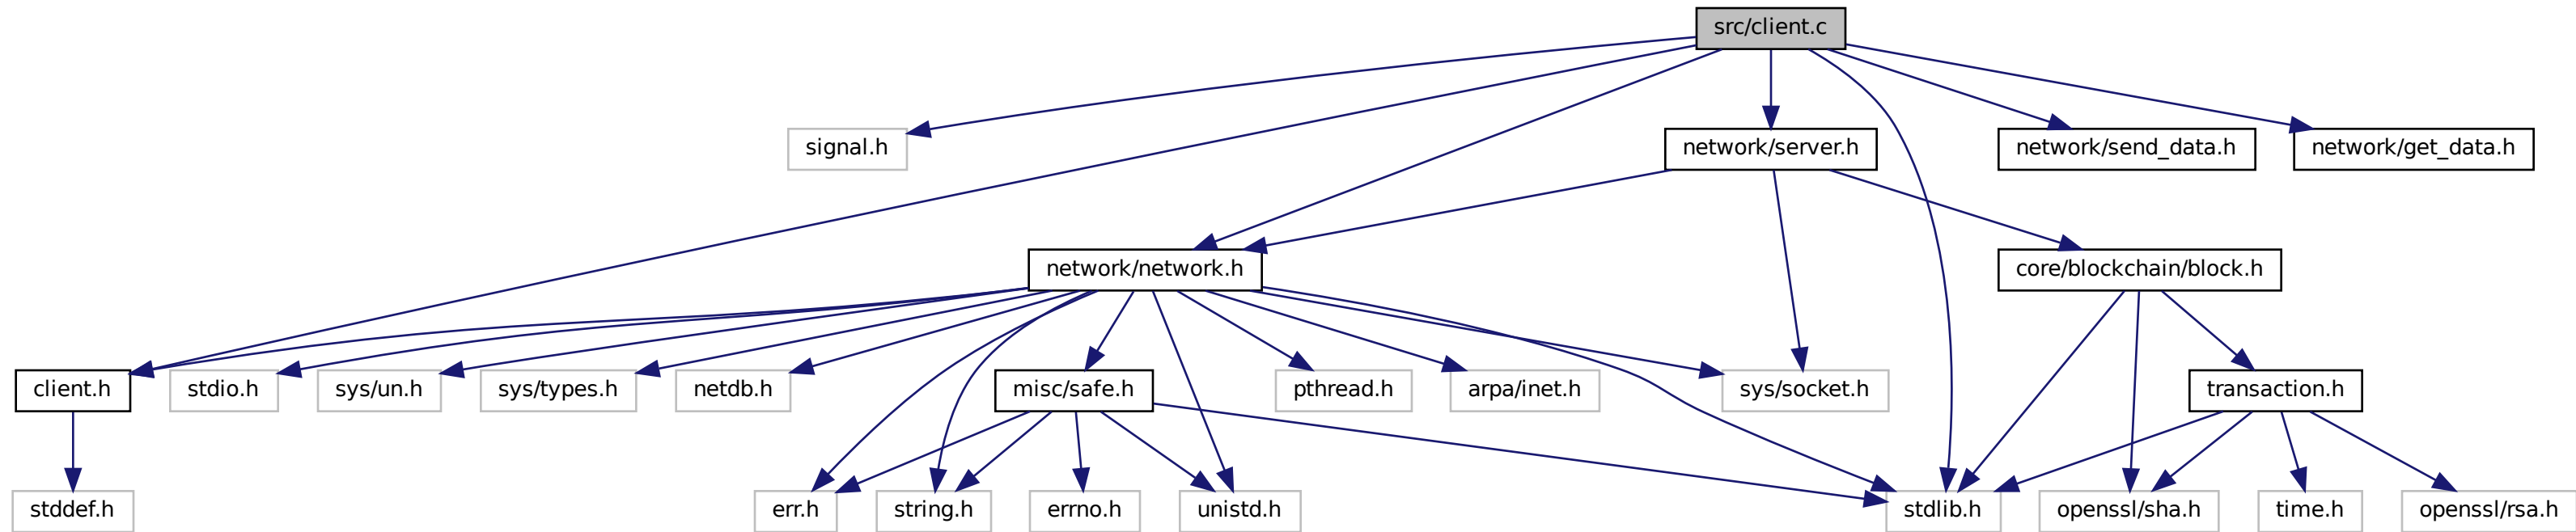 src/client.c
signal.h
network/server.h
network/send_data.h
network/get_data.h
network/network.h
core/blockchain/block.h
client.h
stdio.h
sys/un.h
sys/types.h
netdb.h
misc/safe.h
pthread.h
arpa/inet.h
sys/socket.h
transaction.h
stddef.h
err.h
string.h
errno.h
unistd.h
stdlib.h
openssl/sha.h
time.h
openssl/rsa.h